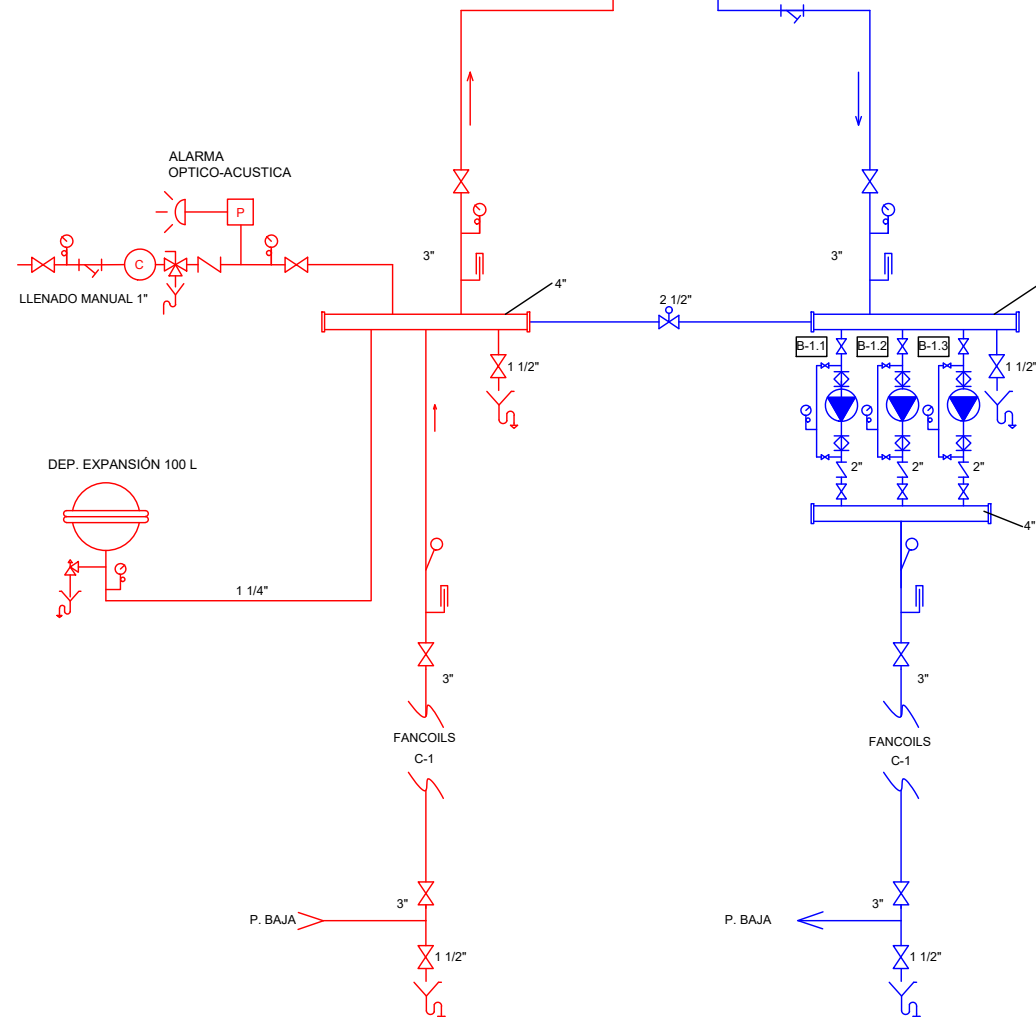 ALARMA
OPTICO-ACUSTICA
P
C
LLENADO MANUAL 1"
3"
3"
4"
2 1/2"
B-1.1
B-1.2
B-1.3
1 1/2"
1 1/2"
2"
2"
2"
DEP. EXPANSIÓN 100 L
4"
1 1/4"
3"
3"
FANCOILS
C-1
FANCOILS
C-1
3"
3"
P. BAJA
P. BAJA
1 1/2"
1 1/2"